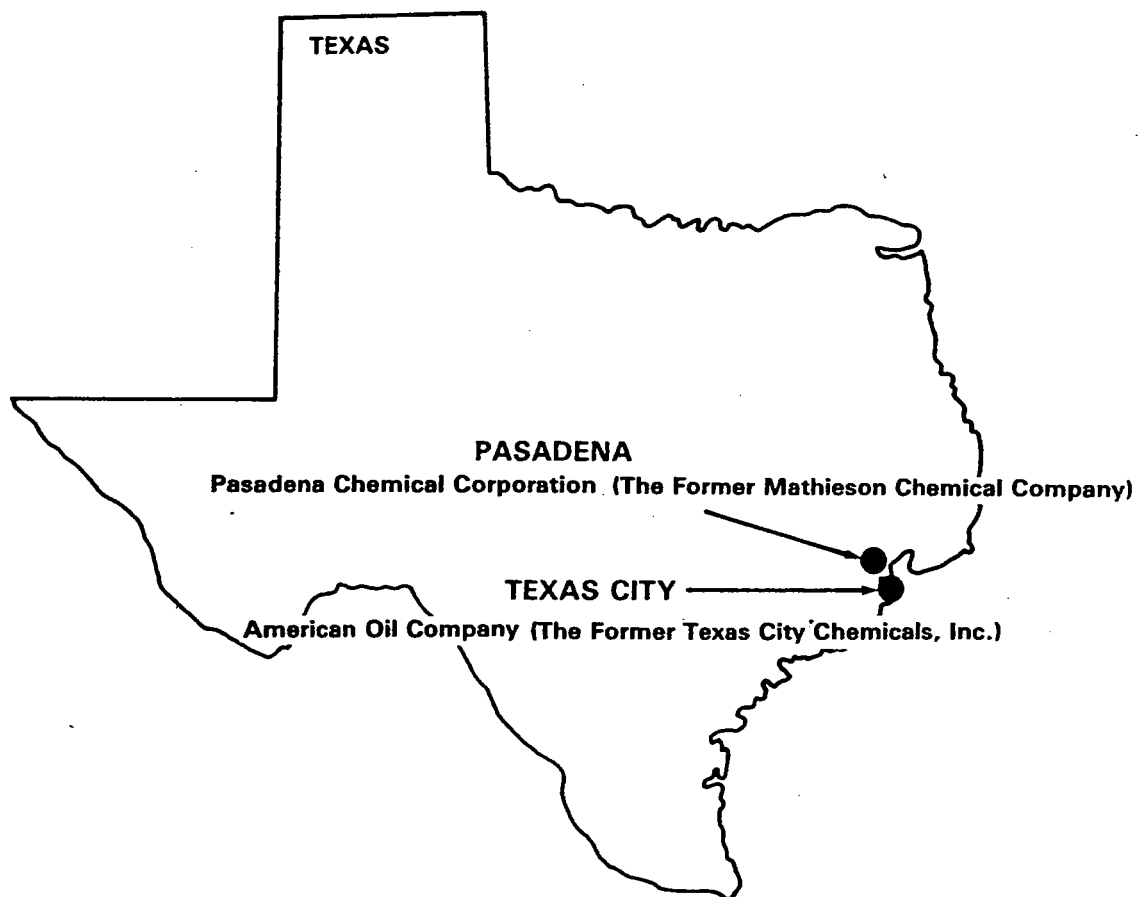 TEXAS
PASADENA
Pasadena Chemical Corporation (The Former Mathieson Chemical Company)
TEXAS CITY
American Oil Company (The Former Texas City Chemicals, Inc.)